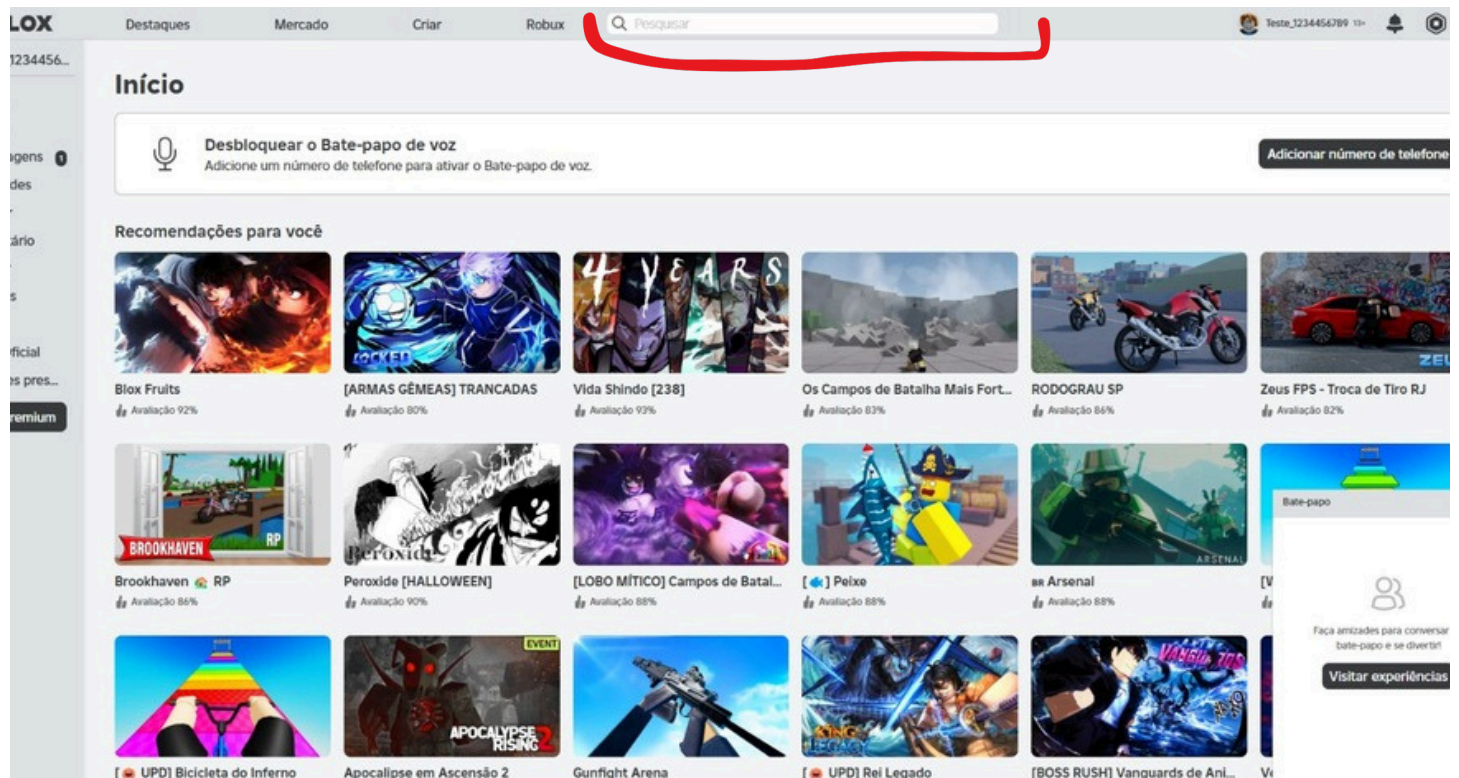 LOX Destaques Mercado Criar Robux Pesquisar Teste_1234456789 13+
1234456...
Início
Desbloquear o Bate-papo de voz
Adicione um número de telefone para ativar o Bate-papo de voz.
Adicionar número de telefone
agens 1
des
ário
s
ficial
es pres...
remium
Recomendações para você
4 YEARS
LOCKED
ZEU
Blox Fruits
[ARMAS GÊMEAS] TRANCADAS
Vida Shindo [238]
Os Campos de Batalha Mais Fort...
RODOGRAU SP
Zeus FPS - Troca de Tiro RJ
Avaliação 92%
Avaliação 80%
Avaliação 93%
Avaliação 83%
Avaliação 86%
Avaliação 82%
BROOKHAVEN RP
Peroxide
ARSENAL
Brookhaven 🏡 RP
Peroxide [HALLOWEEN]
[LOBO MÍTICO] Campos de Batal...
[🐟] Peixe
BR Arsenal
[V
Avaliação 86%
Avaliação 90%
Avaliação 88%
Avaliação 88%
Avaliação 88%
Bate-papo
Faça amizades para conversar
bate-papo e se divertir!
Visitar experiências
EVENT
APOCALYPSE
RISING 2
KING
LEGACY
[🎃 UPD] Bicicleta do Inferno
Apocalipse em Ascensão 2
Gunfight Arena
[🎃 UPD] Rei Legado
[BOSS RUSH] Vanguards de Ani...